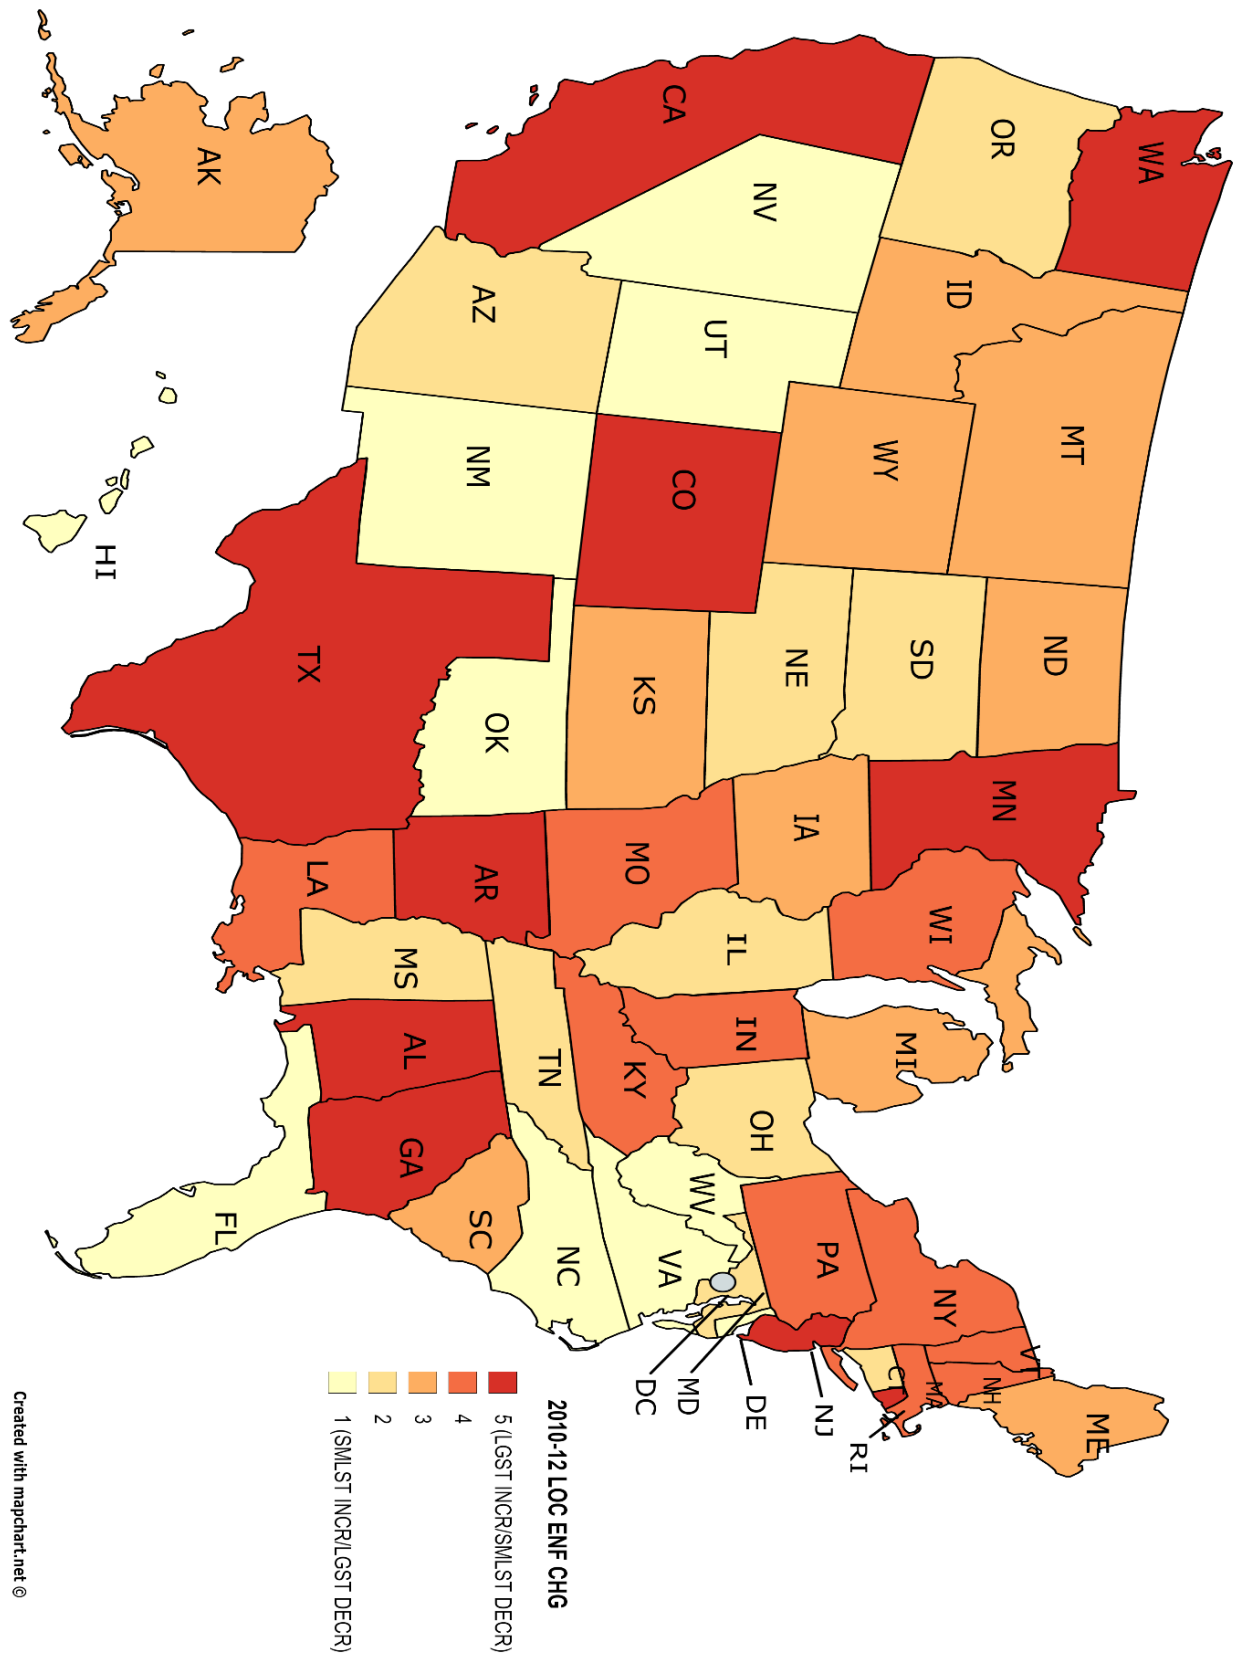 WA
OR
CA
NV
ID
MT
WY
UT
AZ
CO
NM
ND
SD
NE
KS
OK
TX
MN
IA
MO
AR
LA
WI
IL
MS
MI
IN
KY
TN
AL
OH
WV
VA
NC
SC
GA
FL
PA
NY
VT
NH
ME
MA
CT
RI
NJ
DE
MD
DC
AK
HI
2010-12 LOC ENF CHG
5 (LGST INCR/SMLST DECR)
4
3
2
1 (SMLST INCR/LGST DECR)
Created with mapchart.net ©